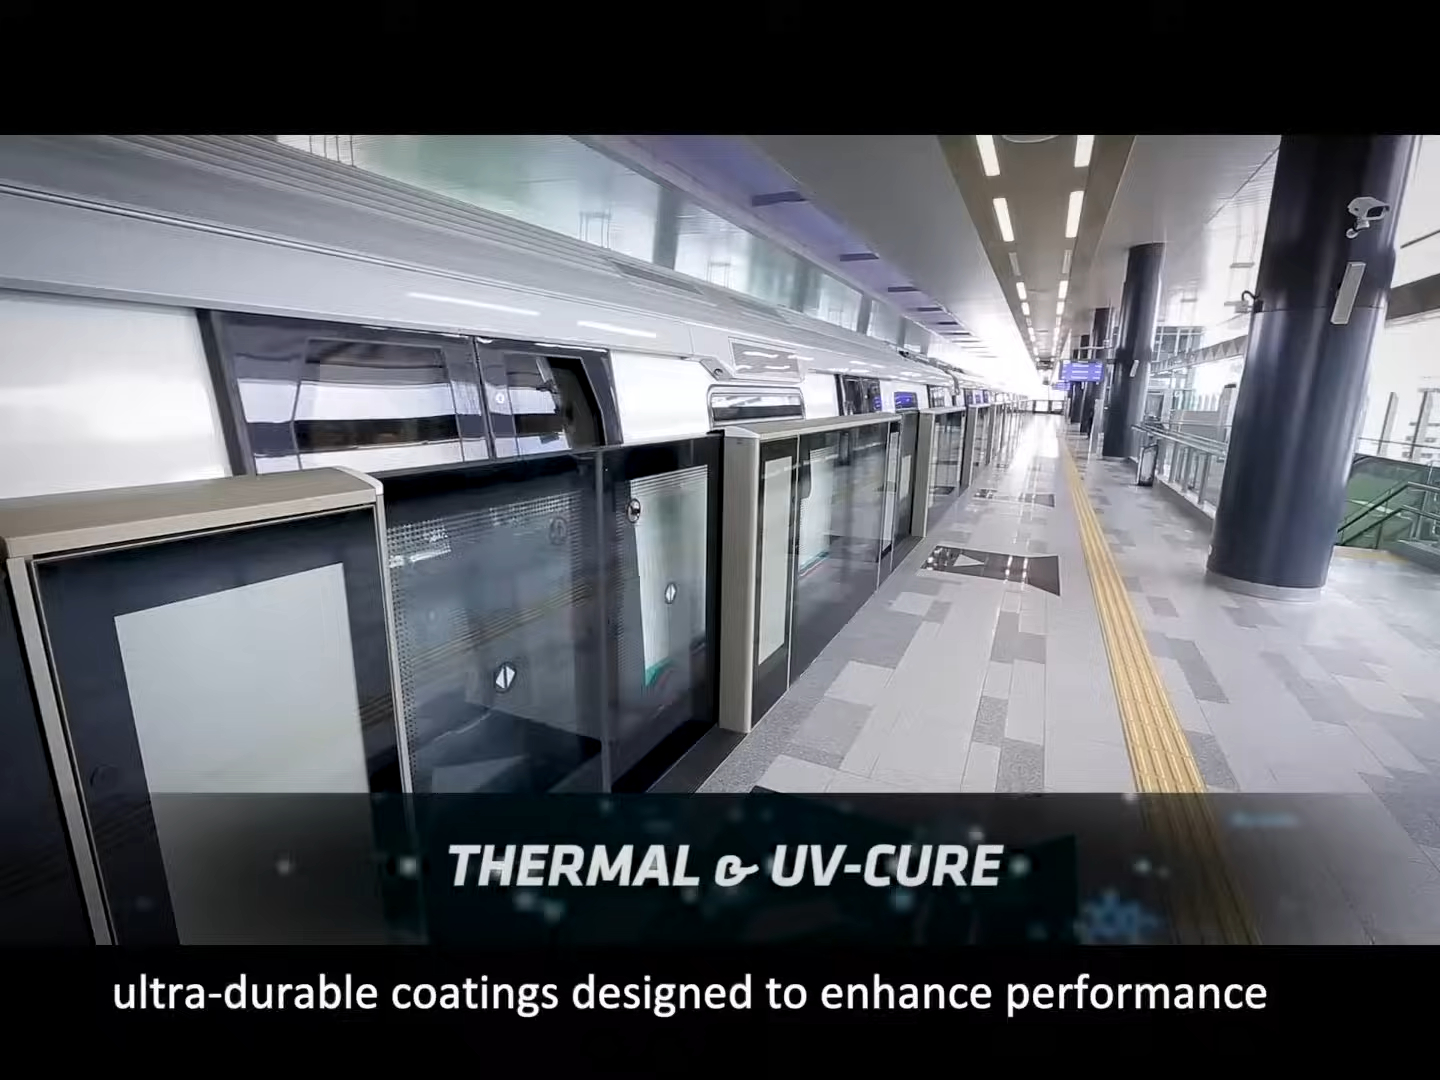 THERMAL & UV-CURE
ultra-durable coatings designed to enhance performance